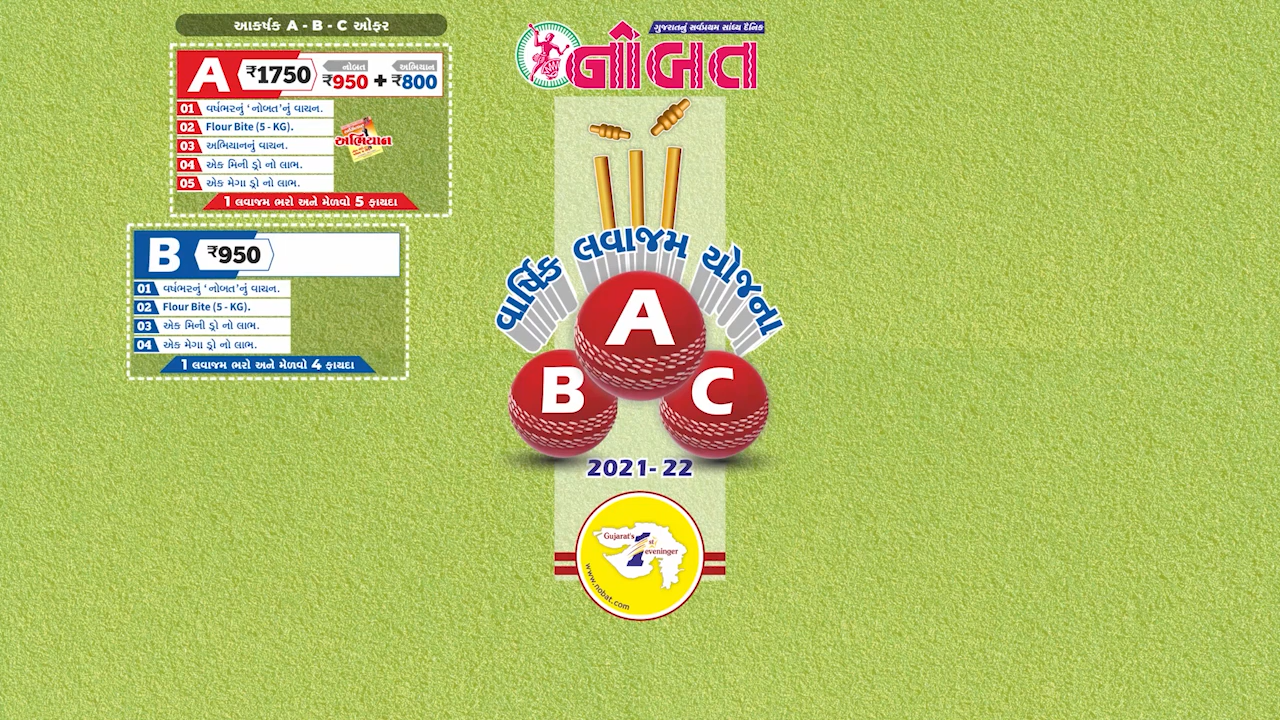 આકર્ષક A - B - C ઓફર
A ₹1750 નોબત ₹950 + અભિયાન ₹800
01 વર્ષભરનું 'નોબત'નું વાચન.
02 Flour Bite (5 - KG).
03 અભિયાનનું વાચન.
04 એક મિની ડ્રો નો લાભ.
05 એક મેગા ડ્રો નો લાભ.
અભિયાન
1 લવાજમ ભરો અને મેળવો 5 ફાયદા
B ₹950
01 વર્ષભરનું 'નોબત'નું વાચન.
02 Flour Bite (5 - KG).
03 એક મિની ડ્રો નો લાભ.
04 એક મેગા ડ્રો નો લાભ.
1 લવાજમ ભરો અને મેળવો 4 ફાયદા
ગુજરાતનું સર્વપ્રથમ સાંધ્ય દૈનિક
નોબત
વાર્ષિક લવાજમ યોજના
A
B C
2021- 22
Gujarat's 1st eveninger
www.nobat.com